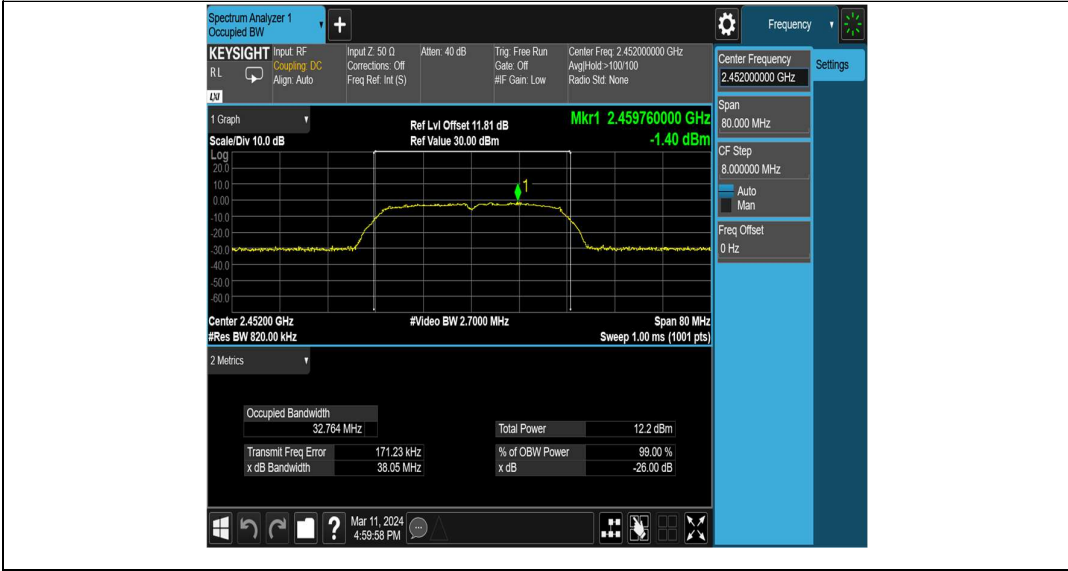 Spectrum Analyzer 1
Occupied BW
+
Frequency
KEYSIGHT
RL
LXI
Input: RF
Coupling: DC
Align: Auto
Input Z: 50 Ω
Corrections: Off
Freq Ref: Int (S)
Atten: 40 dB
Trig: Free Run
Gate: Off
#IF Gain: Low
Center Freq: 2.452000000 GHz
Avg|Hold:>100/100
Radio Std: None
Center Frequency
2.452000000 GHz
Settings
Span
80.000 MHz
CF Step
8.000000 MHz
Auto
Man
Freq Offset
0 Hz
1 Graph
Scale/Div 10.0 dB
Ref Lvl Offset 11.81 dB
Ref Value 30.00 dBm
Mkr1 2.459760000 GHz
-1.40 dBm
Log
20.0
10.0
0.00
-10.0
-20.0
-30.0
-40.0
-50.0
-60.0
1
Center 2.45200 GHz
#Res BW 820.00 kHz
#Video BW 2.7000 MHz
Span 80 MHz
Sweep 1.00 ms (1001 pts)
2 Metrics
Occupied Bandwidth
32.764 MHz
Total Power 12.2 dBm
Transmit Freq Error 171.23 kHz
% of OBW Power 99.00 %
x dB Bandwidth 38.05 MHz
x dB -26.00 dB
?
Mar 11, 2024
4:59:58 PM